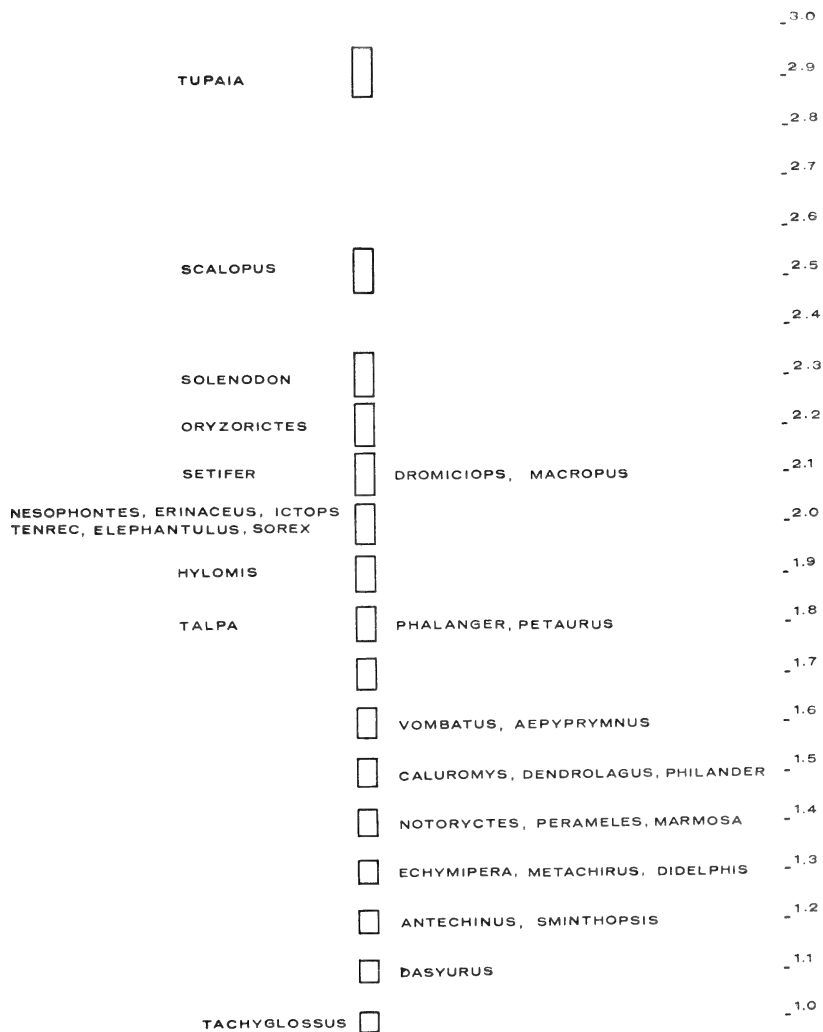 3.0
TUPAIA 2.9
2.8
2.7
2.6
SCALOPUS 2.5
2.4
SOLENODON 2.3
ORYZORICTES 2.2
SETIFER DROMICIOPS, MACROPUS 2.1
NESOPHONTES, ERINACEUS, ICTOPS 2.0
TENREC, ELEPHANTULUS, SOREX
HYLOMIS 1.9
TALPA PHALANGER, PETAURUS 1.8
1.7
VOMBATUS, AEPYPRYMNUS 1.6
CALUROMYS, DENDROLAGUS, PHILANDER 1.5
NOTORYCTES, PERAMELES, MARMOSA 1.4
ECHYMIPERA, METACHIRUS, DIDELPHIS 1.3
ANTECHINUS, SMINTHOPSIS 1.2
DASYURUS 1.1
TACHYGLOSSUS 1.0